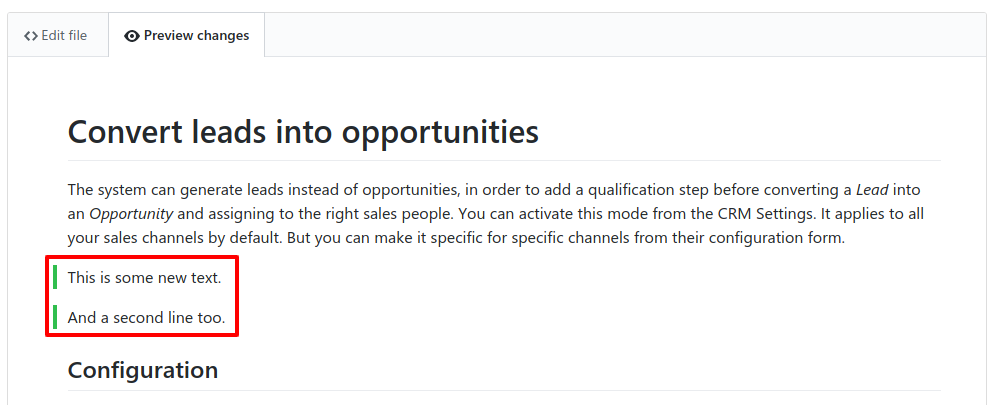 Edit file
Preview changes
Convert leads into opportunities
The system can generate leads instead of opportunities, in order to add a qualification step before converting a Lead into
an Opportunity and assigning to the right sales people. You can activate this mode from the CRM Settings. It applies to all
your sales channels by default. But you can make it specific for specific channels from their configuration form.
This is some new text.
And a second line too.
Configuration